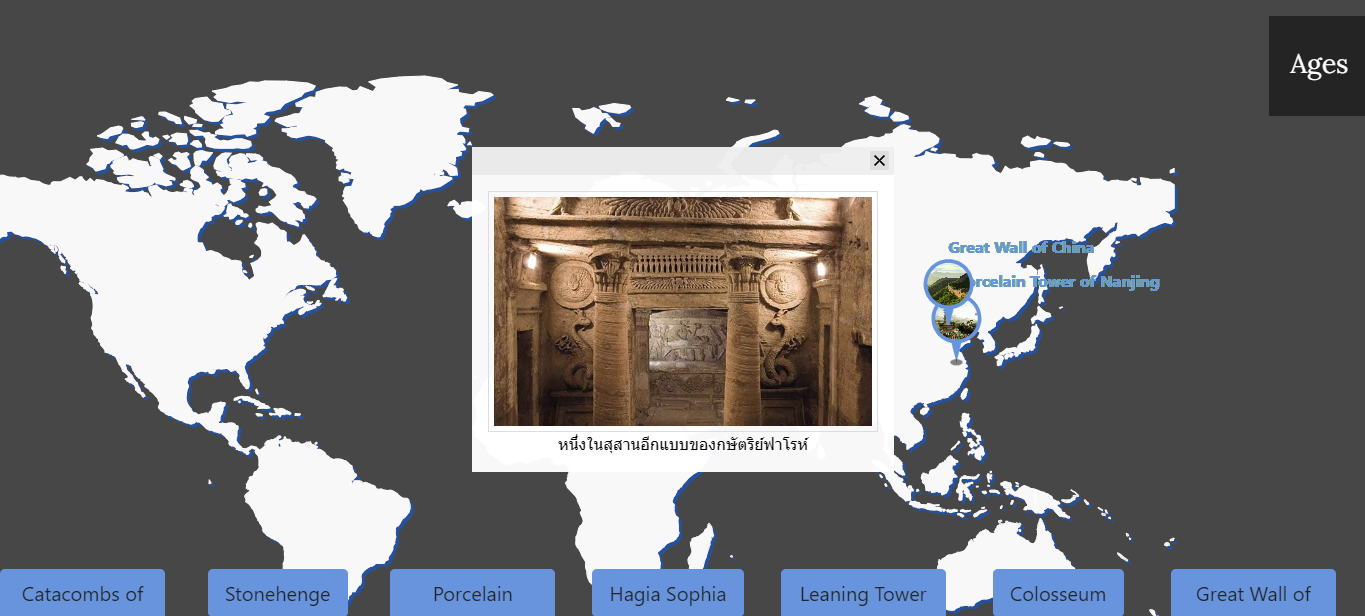 Ages
Great Wall of China
Tower of Nanjing
หนึ่งในสุสานอีกแบบของกษัตริย์ฟาโรห์
Catacombs of
Stonehenge
Porcelain
Hagia Sophia
Leaning Tower
Colosseum
Great Wall of